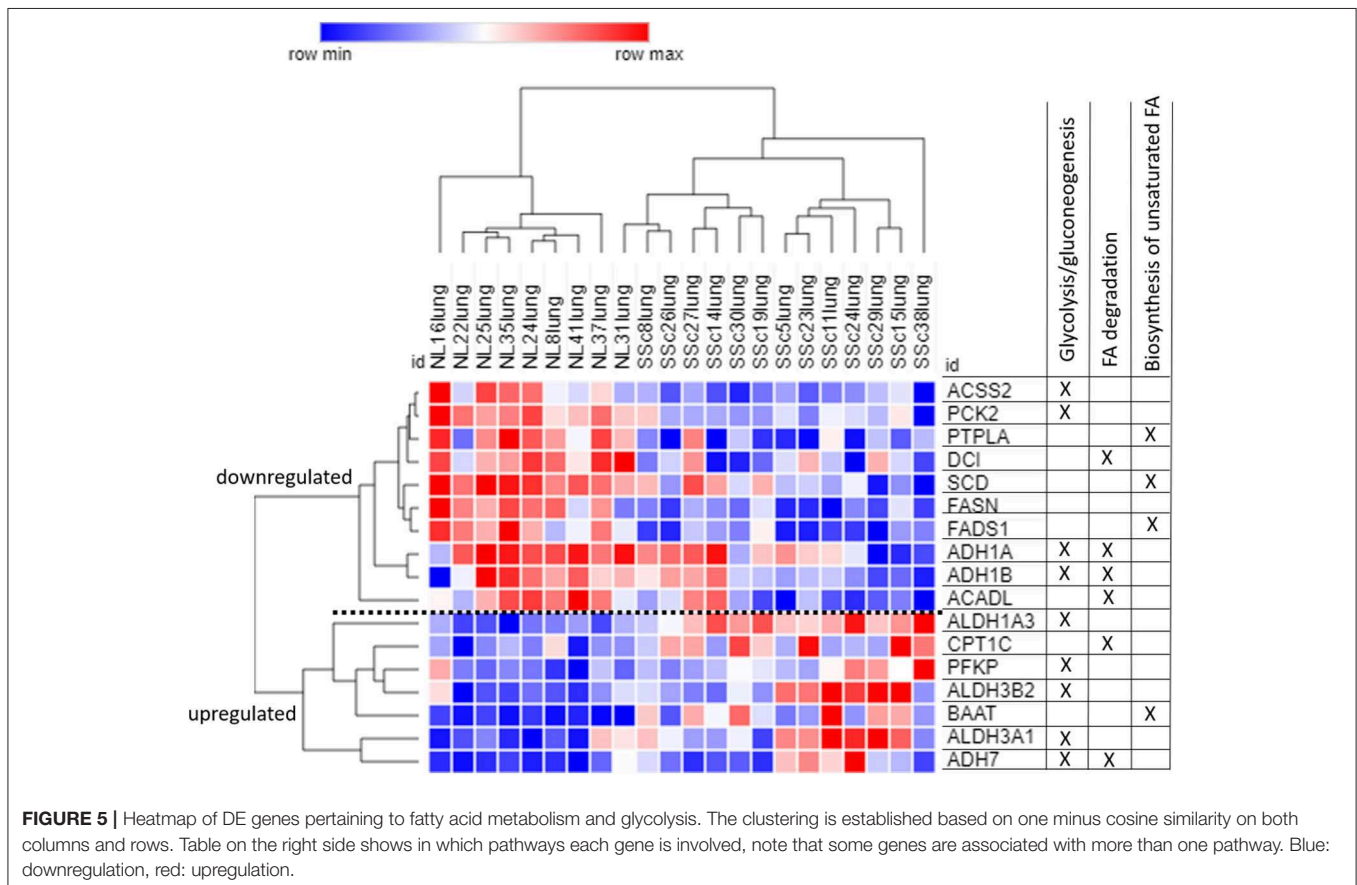 row min
row max
Glycolysis/gluconeogenesis
FA degradation
Biosynthesis of unsaturated FA
id
NL16lung
NL22lung
NL25lung
NL35lung
NL24lung
NL8lung
NL41lung
NL37lung
NL31lung
SSc8lung
SSc26lung
SSc27lung
SSc14lung
SSc30lung
SSc19lung
SSc5lung
SSc23lung
SSc11lung
SSc24lung
SSc29lung
SSc15lung
SSc38lung
id
ACSS2 X
PCK2 X
PTPLA X
DCI X
downregulated
SCD X
FASN
FADS1 X
ADH1A X X
ADH1B X X
ACADL X
ALDH1A3 X
CPT1C X
PFKP X
ALDH3B2 X
upregulated
BAAT X
ALDH3A1 X
ADH7 X X
FIGURE 5 | Heatmap of DE genes pertaining to fatty acid metabolism and glycolysis. The clustering is established based on one minus cosine similarity on both
columns and rows. Table on the right side shows in which pathways each gene is involved, note that some genes are associated with more than one pathway. Blue:
downregulation, red: upregulation.